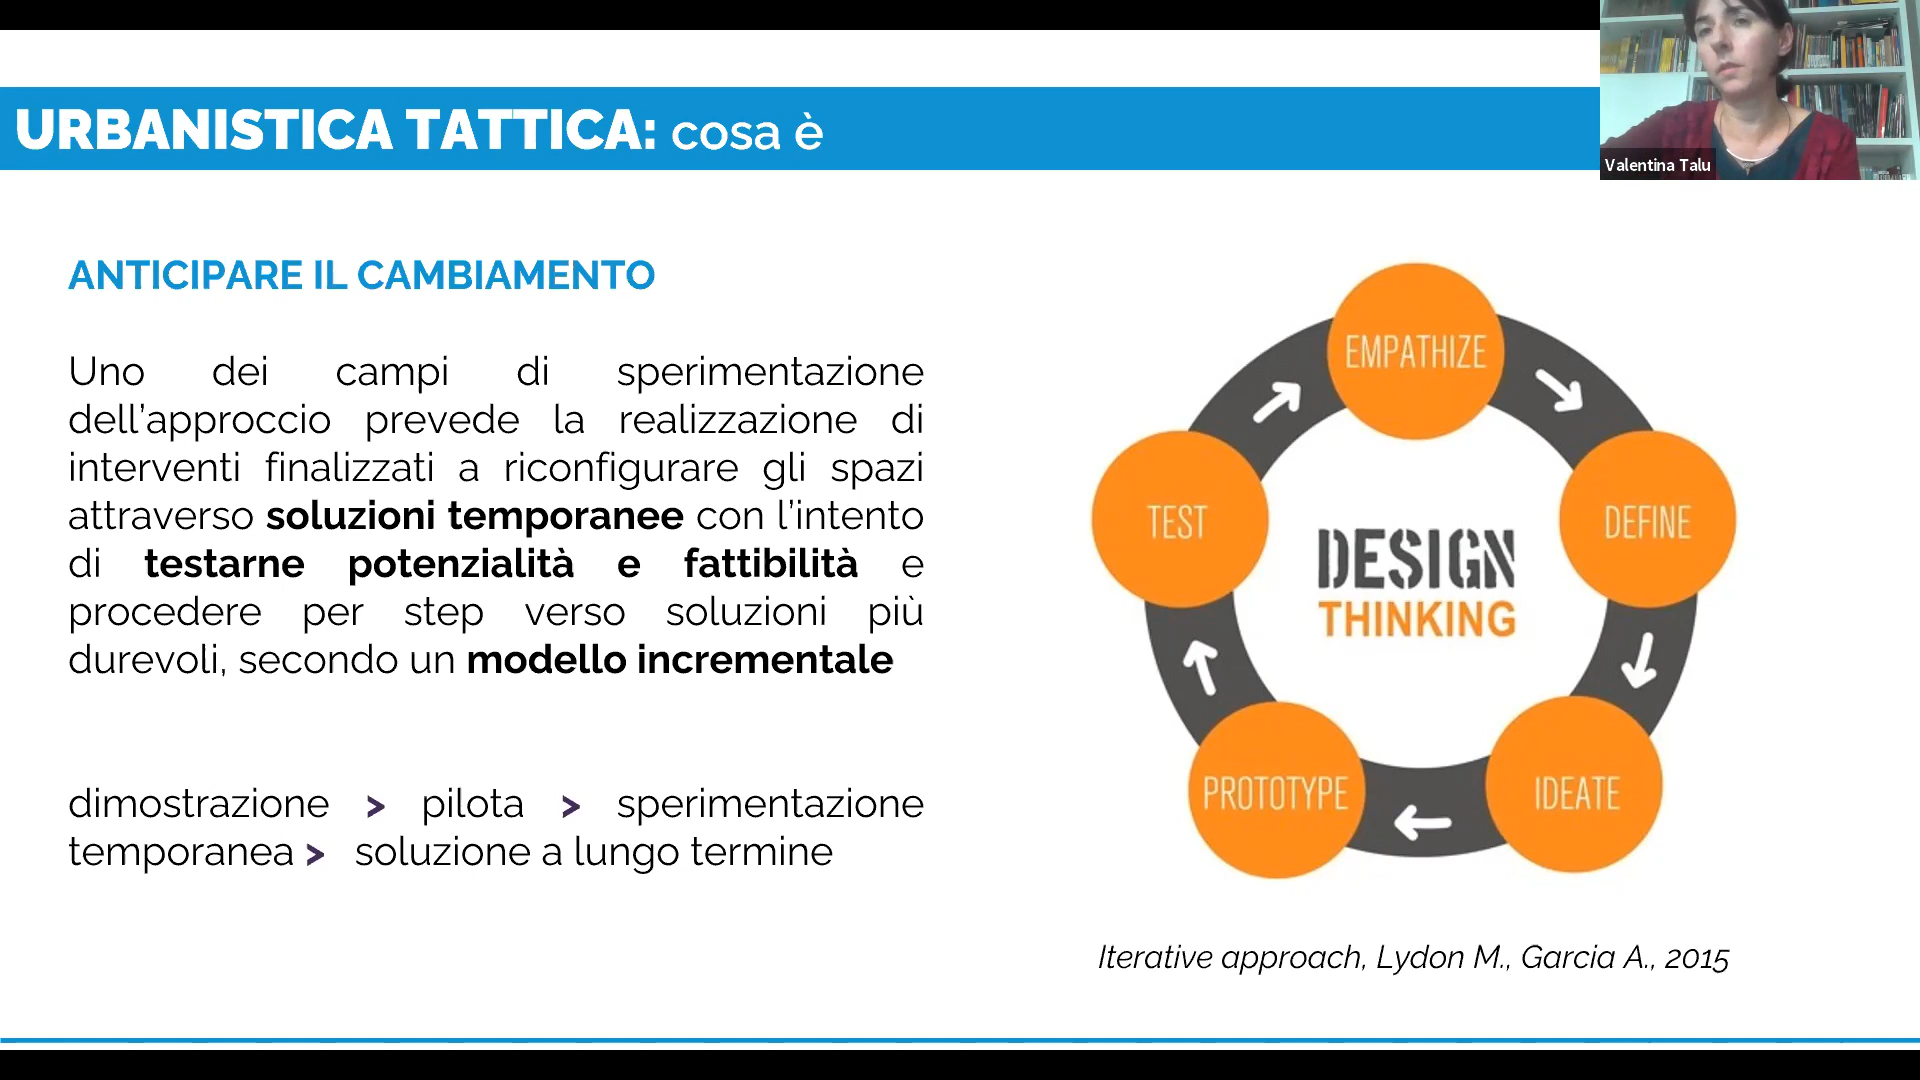 URBANISTICA TATTICA: cosa è
Valentina Talu
ANTICIPARE IL CAMBIAMENTO
Uno dei campi di sperimentazione
dell'approccio prevede la realizzazione di
interventi finalizzati a riconfigurare gli spazi
attraverso soluzioni temporanee con l'intento
di testarne potenzialità e fattibilità e
procedere per step verso soluzioni più
durevoli, secondo un modello incrementale
dimostrazione > pilota > sperimentazione
temporanea > soluzione a lungo termine
EMPATHIZE
DEFINE
IDEATE
PROTOTYPE
TEST
DESIGN
THINKING
Iterative approach, Lydon M., Garcia A., 2015